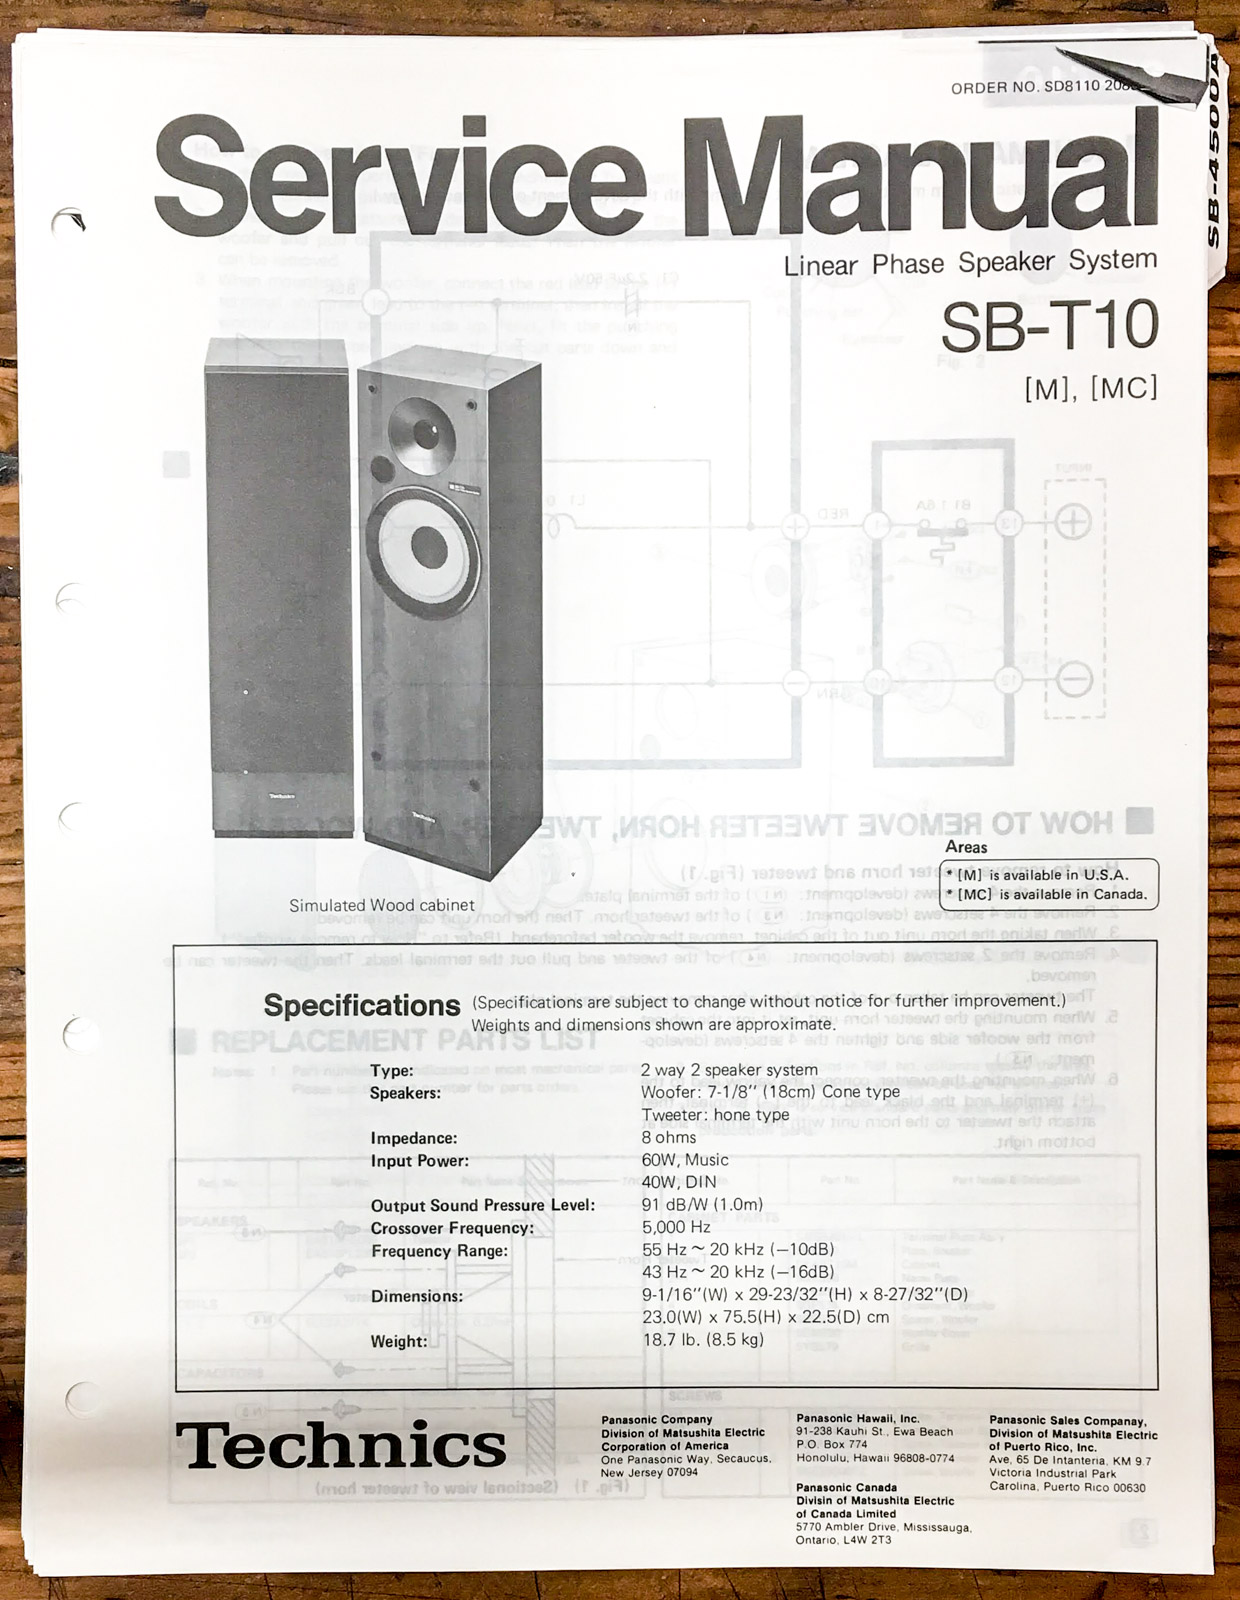 ORDER NO. SD8110 208
SB-4500A
Service Manual
Linear Phase Speaker System
SB-T10
[M], [MC]
Technics
Technics
Simulated Wood cabinet
Areas
* [M] is available in U.S.A.
* [MC] is available in Canada.
Specifications (Specifications are subject to change without notice for further improvement.)
Weights and dimensions shown are approximate.
Type: 2 way 2 speaker system
Speakers: Woofer: 7-1/8" (18cm) Cone type
Tweeter: hone type
Impedance: 8 ohms
Input Power: 60W, Music
40W, DIN
Output Sound Pressure Level: 91 dB/W (1.0m)
Crossover Frequency: 5,000 Hz
Frequency Range: 55 Hz ~ 20 kHz (−10dB)
43 Hz ~ 20 kHz (−16dB)
Dimensions: 9-1/16"(W) x 29-23/32"(H) x 8-27/32"(D)
23.0(W) x 75.5(H) x 22.5(D) cm
Weight: 18.7 lb. (8.5 kg)
Technics
Panasonic Company
Division of Matsushita Electric
Corporation of America
One Panasonic Way, Secaucus,
New Jersey 07094
Panasonic Hawaii, Inc.
91-238 Kauhi St., Ewa Beach
P.O. Box 774
Honolulu, Hawaii 96808-0774
Panasonic Canada
Divisin of Matsushita Electric
of Canada Limited
5770 Ambler Drive, Mississauga,
Ontario, L4W 2T3
Panasonic Sales Companay,
Division of Matsushita Electric
of Puerto Rico, Inc.
Ave, 65 De Intanteria, KM 9.7
Victoria Industrial Park
Carolina, Puerto Rico 00630